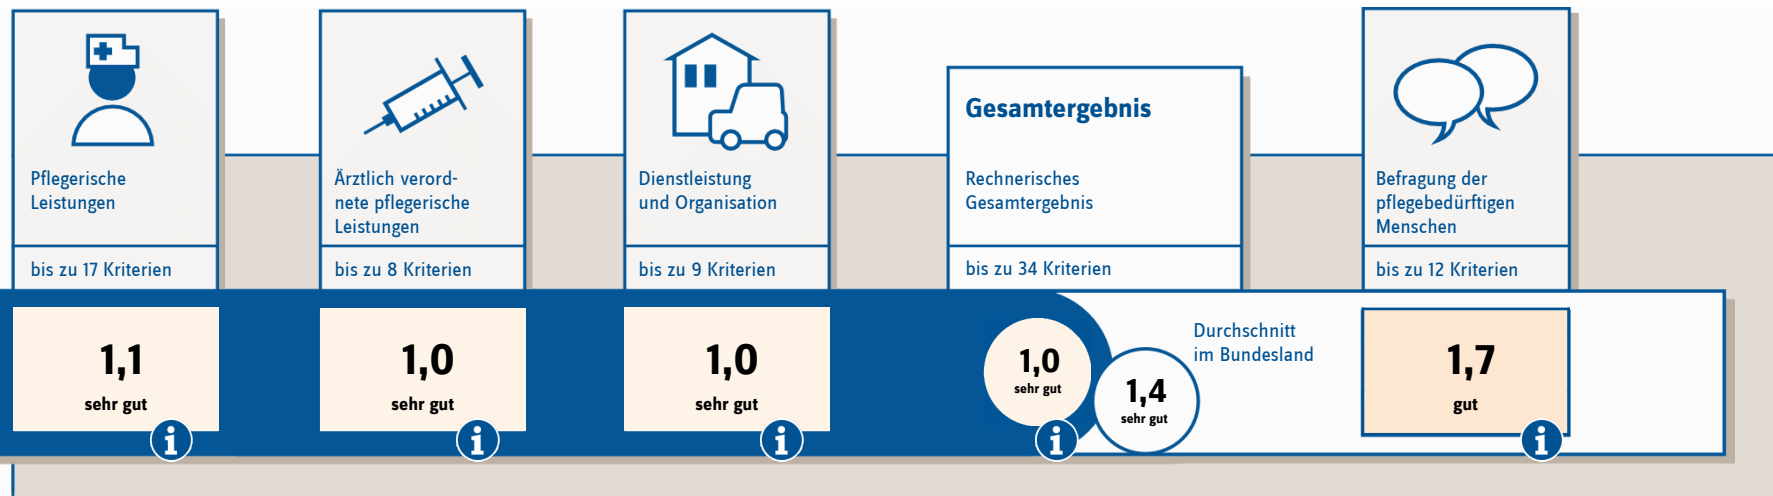 Pflegerische
Leistungen
bis zu 17 Kriterien
1,1
sehr gut
i
Ärztlich verord-
nete pflegerische
Leistungen
bis zu 8 Kriterien
1,0
sehr gut
i
Dienstleistung
und Organisation
bis zu 9 Kriterien
1,0
sehr gut
i
Gesamtergebnis
Rechnerisches
Gesamtergebnis
bis zu 34 Kriterien
1,0
sehr gut
i
1,4
sehr gut
Durchschnitt
im Bundesland
Befragung der
pflegebedürftigen
Menschen
bis zu 12 Kriterien
1,7
gut
i